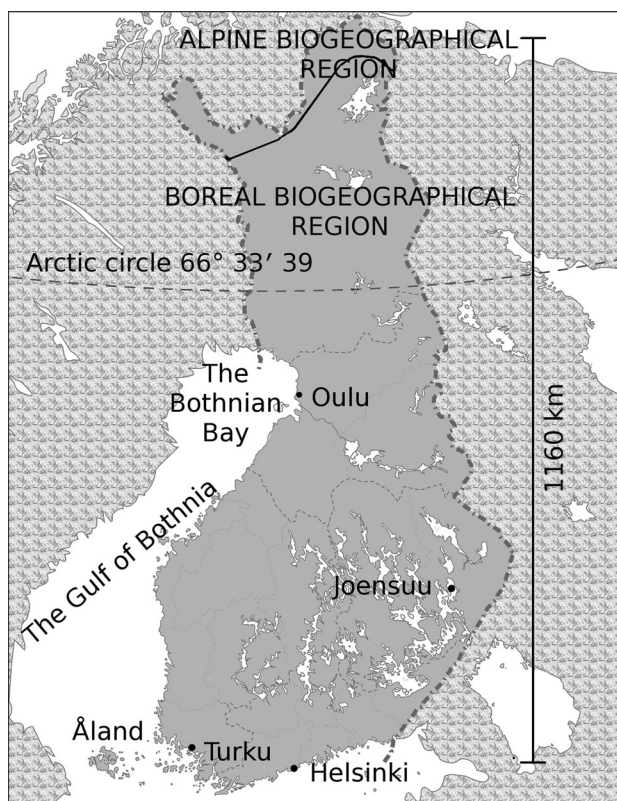 ALPINE BIOGEOGRAPHICAL
REGION
BOREAL BIOGEOGRAPHICAL
REGION
Arctic circle 66° 33′ 39
The
Bothnian
Bay
Oulu
1160 km
The Gulf of Bothnia
Joensuu
Åland
Turku
Helsinki